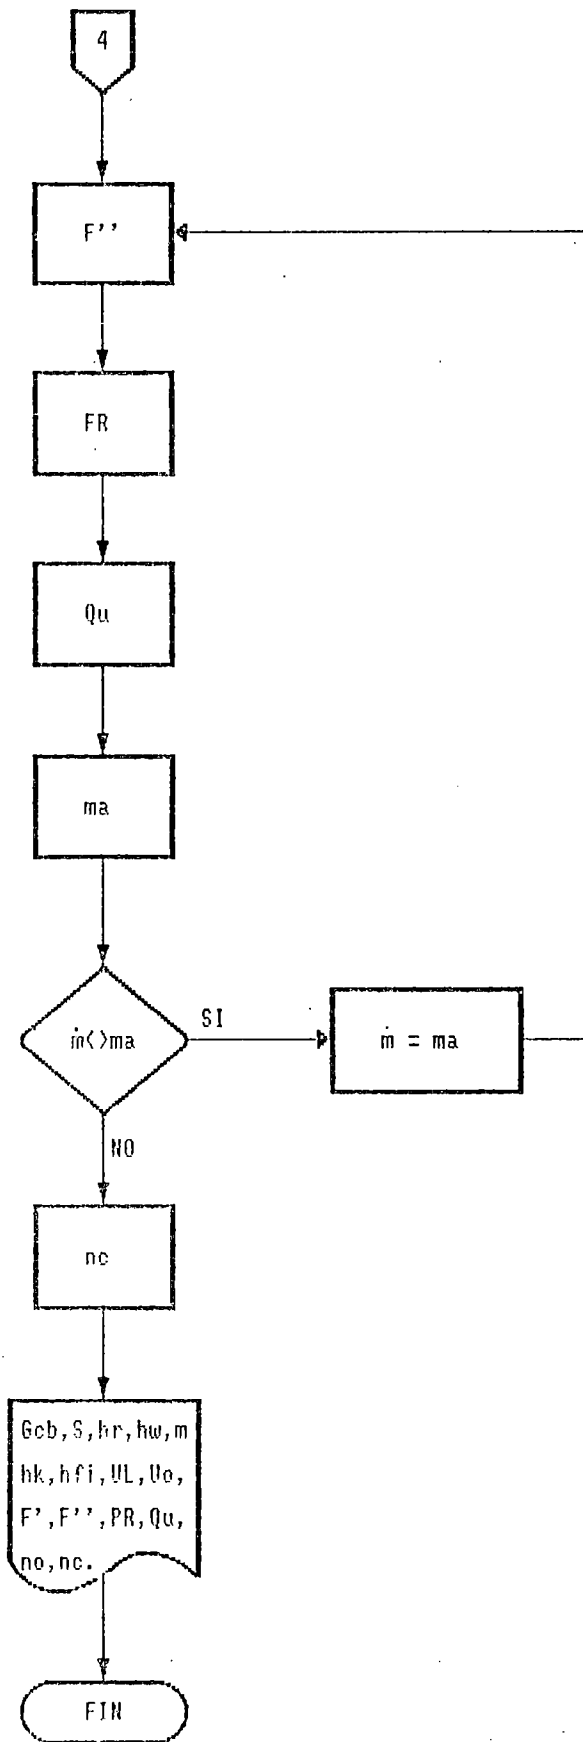 4
F''
FR
Qu
ma
ṁ<>ma
SI
ṁ = ma
NO
nc
Gcb,S,hr,hw,m
hk,hfi,UL,Uo,
F',F'',PR,Qu,
no,nc.
FIN